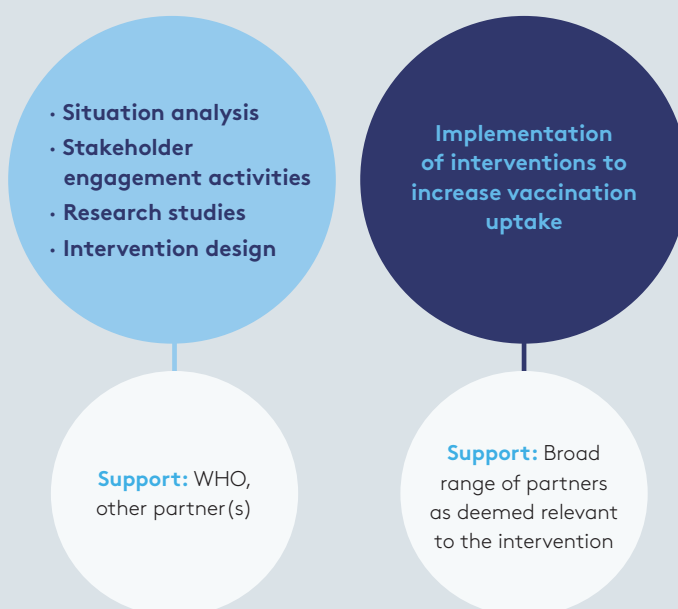 · Situation analysis
· Stakeholder
engagement activities
· Research studies
· Intervention design
Implementation
of interventions to
increase vaccination
uptake
Support: WHO,
other partner(s)
Support: Broad
range of partners
as deemed relevant
to the intervention